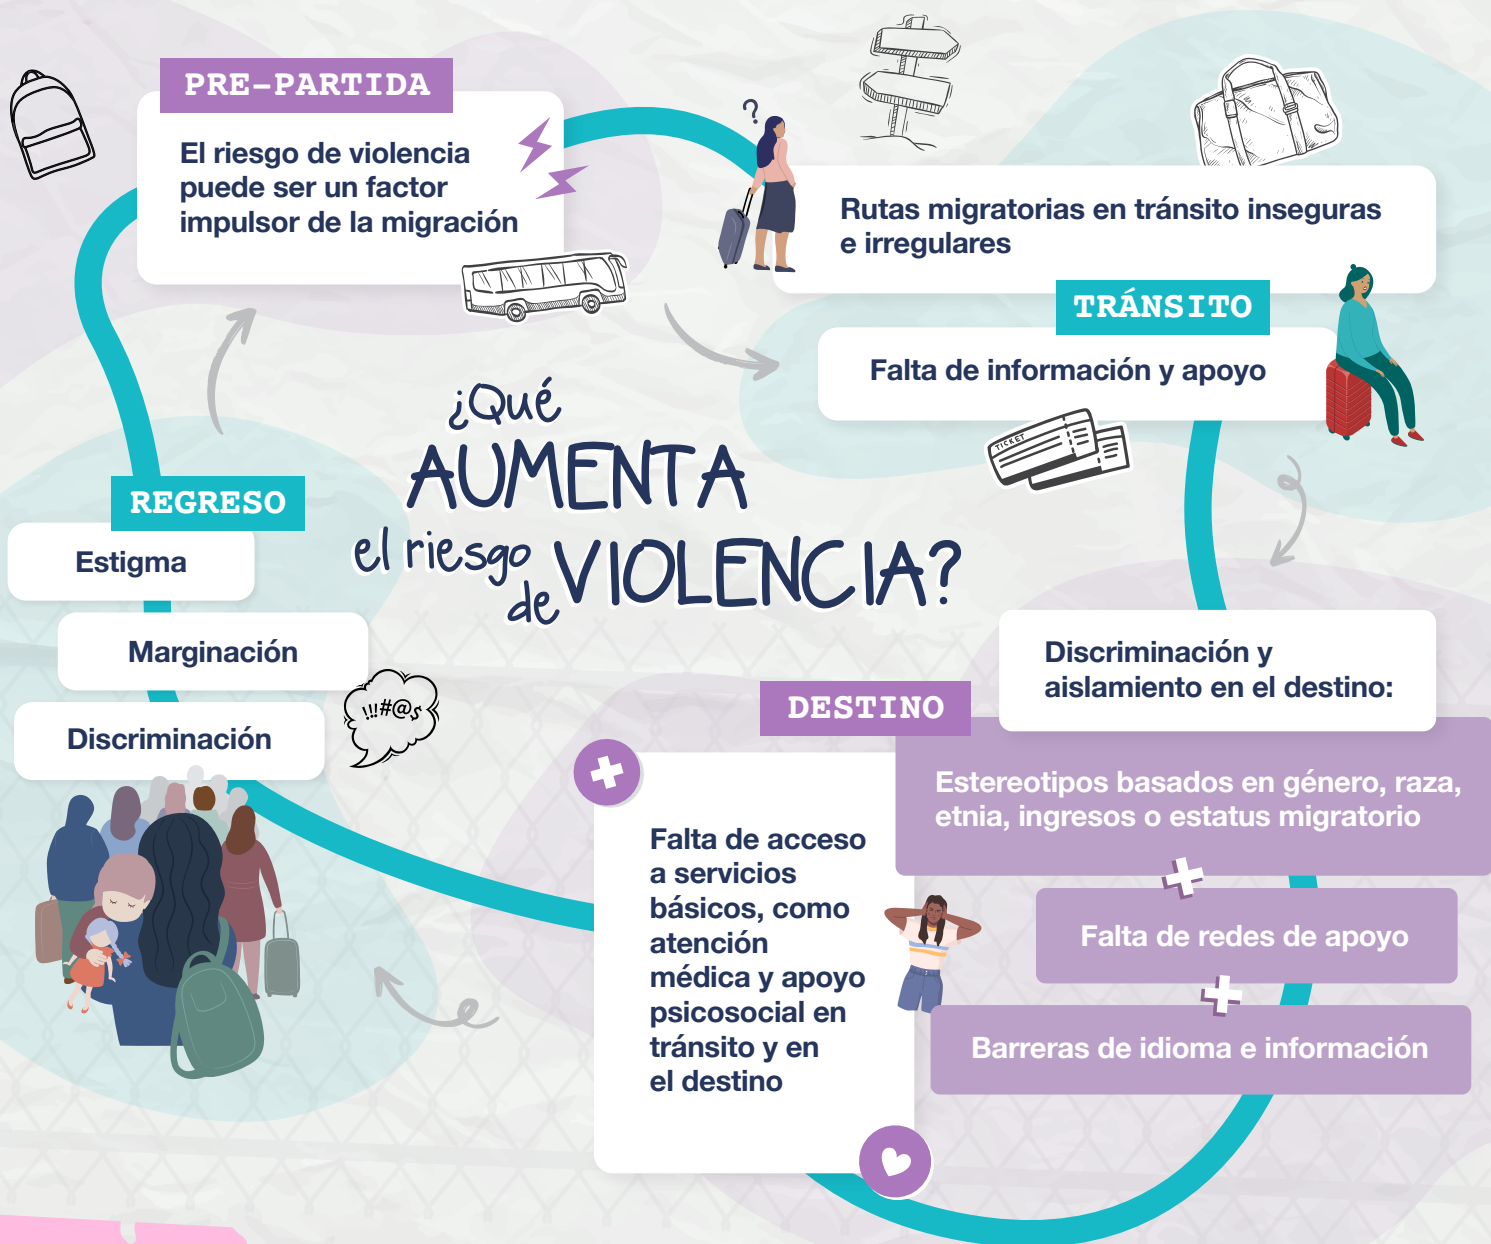 PRE-PARTIDA
El riesgo de violencia
puede ser un factor
impulsor de la migración
?
Rutas migratorias en tránsito inseguras
e irregulares
TRÁNSITO
Falta de información y apoyo
TICKET
¿Qué
AUMENTA
el riesgo
de VIOLENCIA?
Discriminación y
aislamiento en el destino:
DESTINO
Estereotipos basados en género, raza,
etnia, ingresos o estatus migratorio
Falta de redes de apoyo
Barreras de idioma e información
Falta de acceso
a servicios
básicos, como
atención
médica y apoyo
psicosocial en
tránsito y en
el destino
REGRESO
Estigma
Marginación
Discriminación
!!!#@$